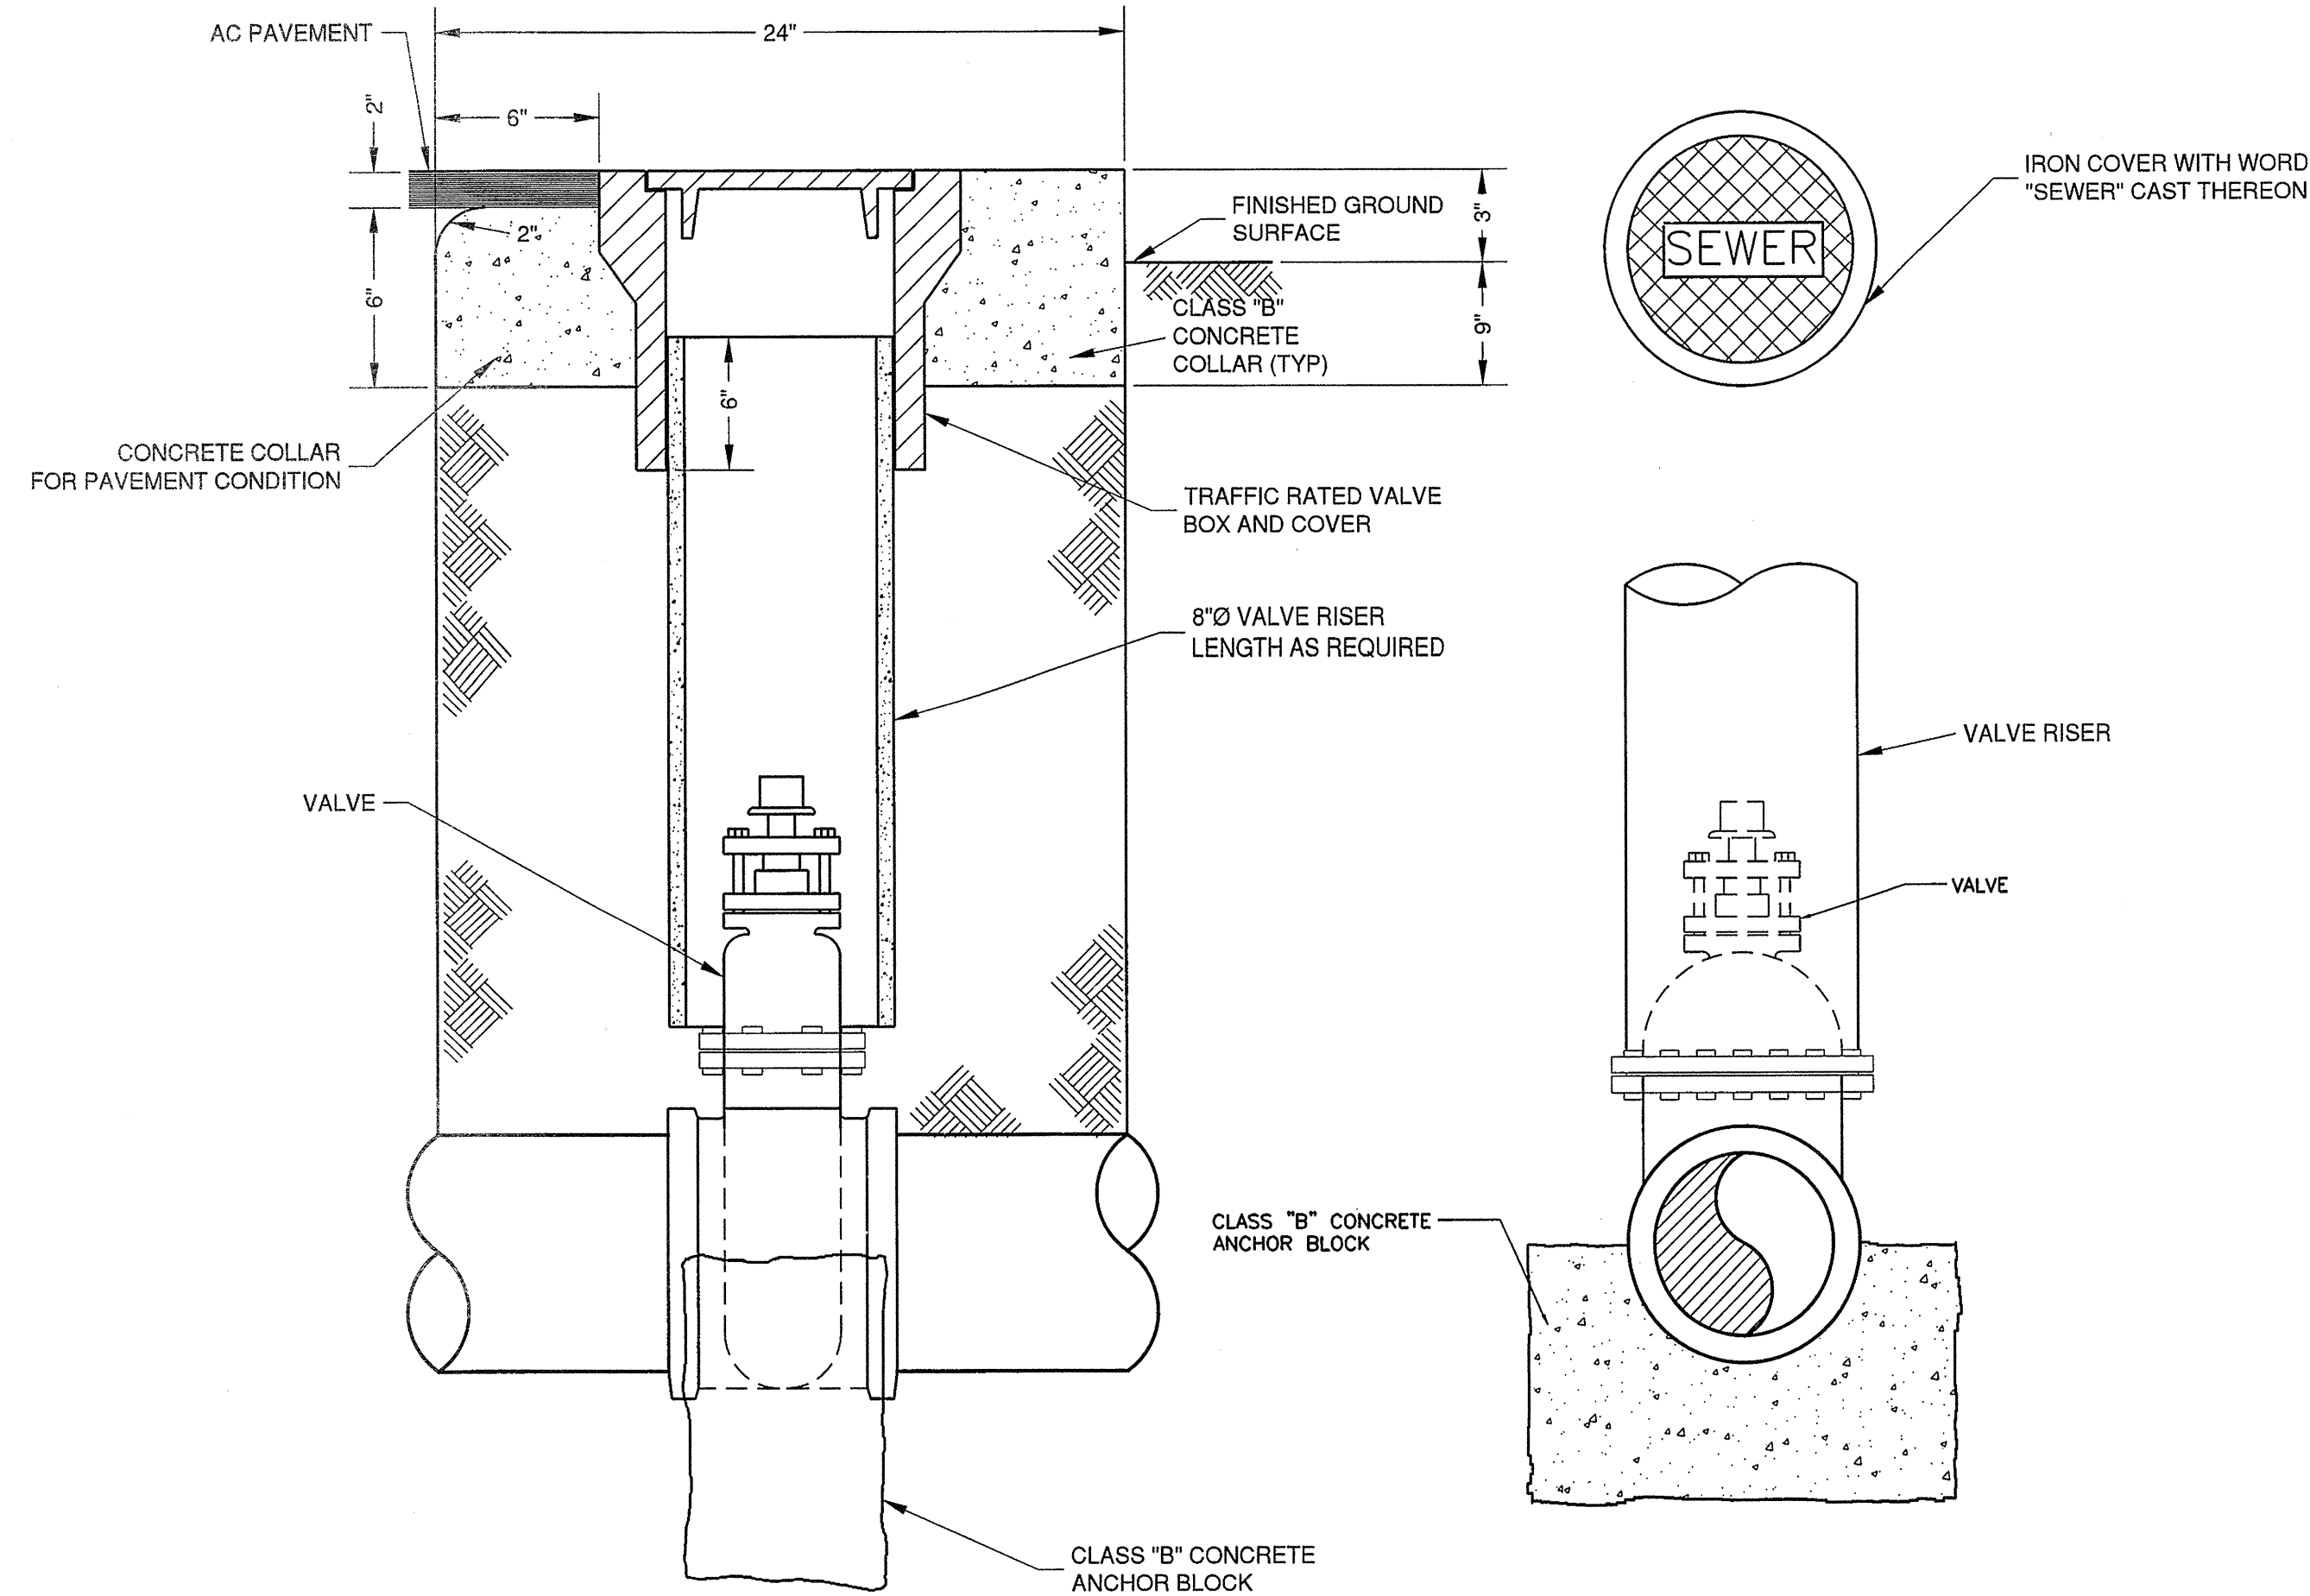 AC PAVEMENT
24"
2"
6"
2"
6"
CONCRETE COLLAR
FOR PAVEMENT CONDITION
6"
FINISHED GROUND
SURFACE
3"
9"
CLASS "B"
CONCRETE
COLLAR (TYP)
TRAFFIC RATED VALVE
BOX AND COVER
8"Ø VALVE RISER
LENGTH AS REQUIRED
VALVE
CLASS "B" CONCRETE
ANCHOR BLOCK
SEWER
IRON COVER WITH WORD
"SEWER" CAST THEREON
VALVE RISER
VALVE
CLASS "B" CONCRETE
ANCHOR BLOCK